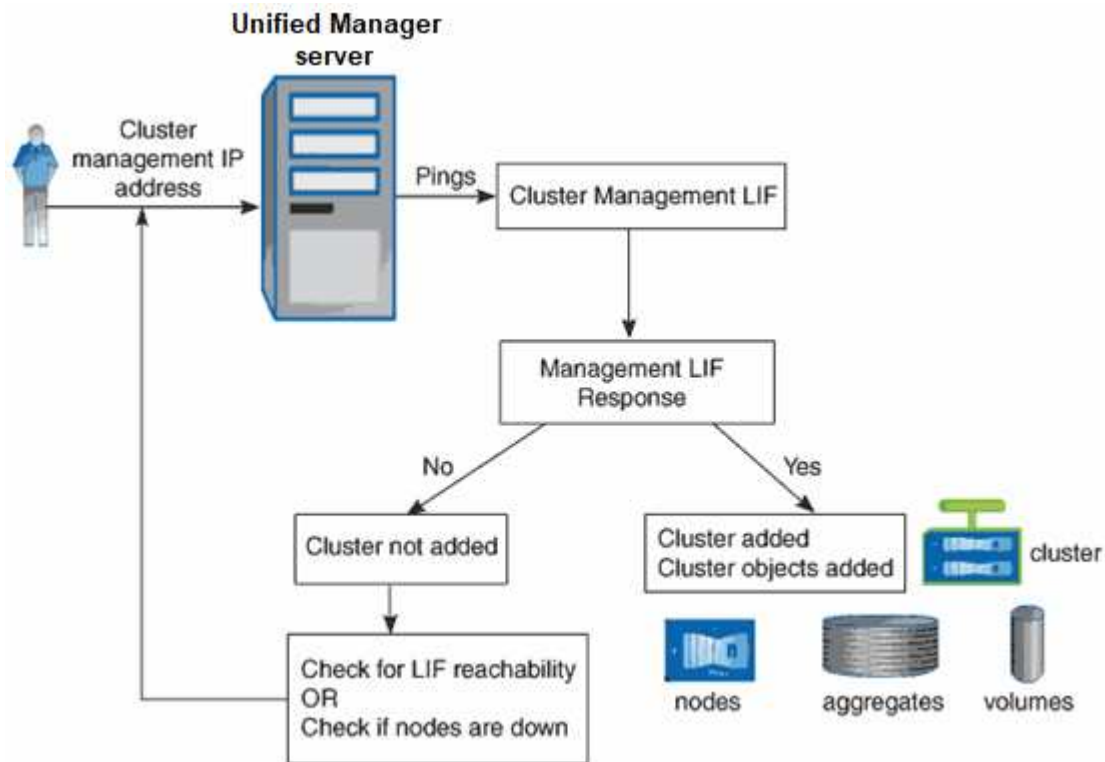 Unified Manager
server
Cluster
management IP
address
Pings
Cluster Management LIF
Management LIF
Response
No
Yes
Cluster not added
Cluster added
Cluster objects added
cluster
Check for LIF reachability
OR
Check if nodes are down
nodes
aggregates
volumes